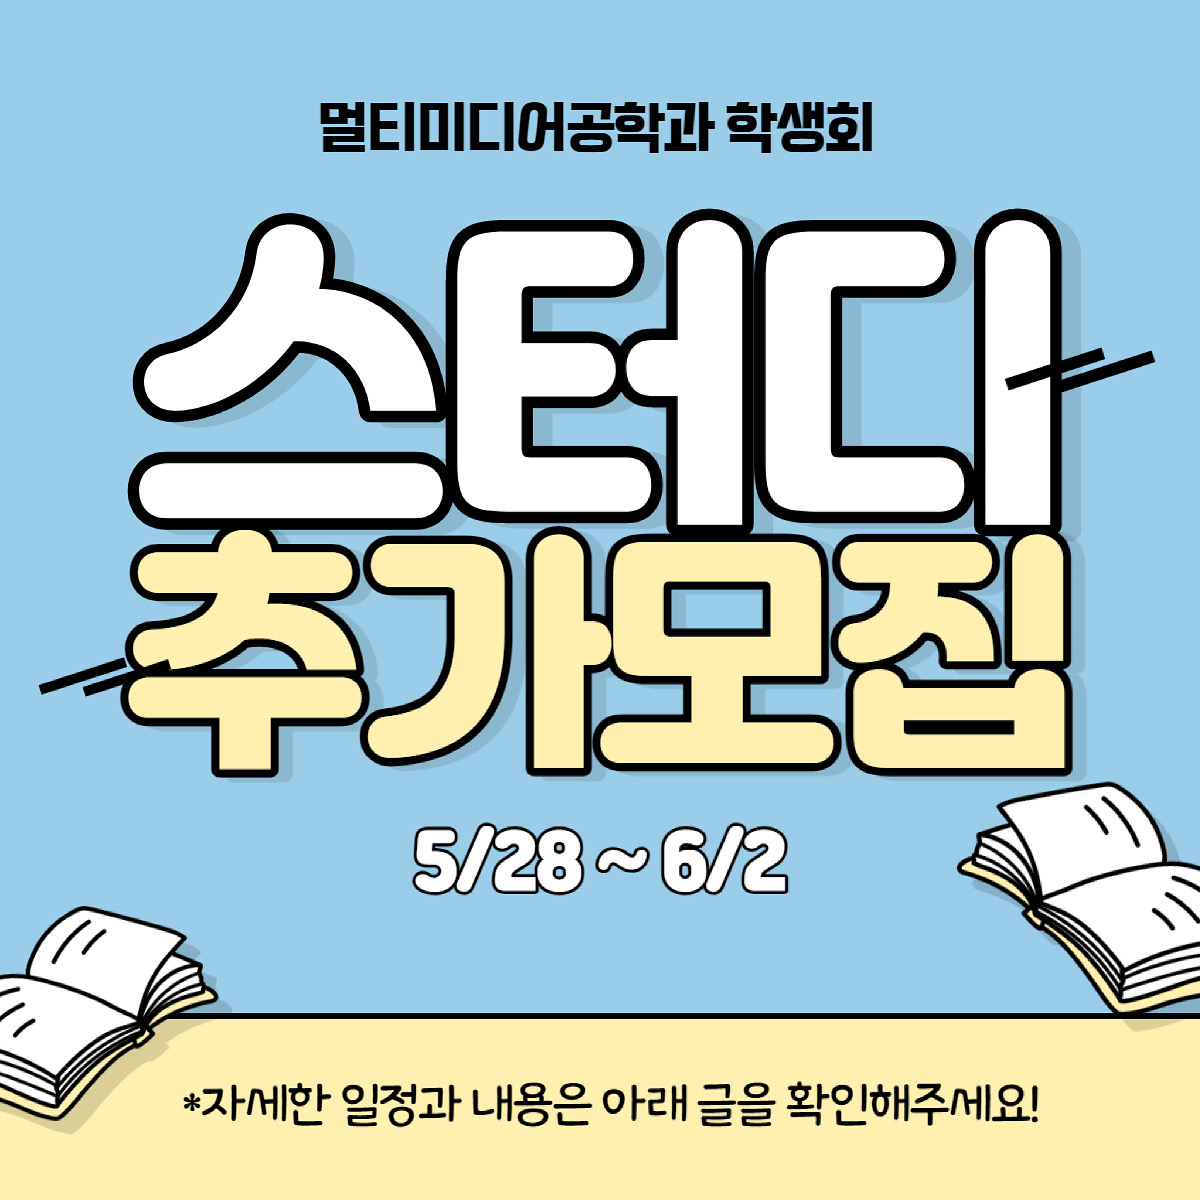 멀티미디어공학과 학생회
스터디
추가모집
5/28 ~ 6/2
*자세한 일정과 내용은 아래 글을 확인해주세요!